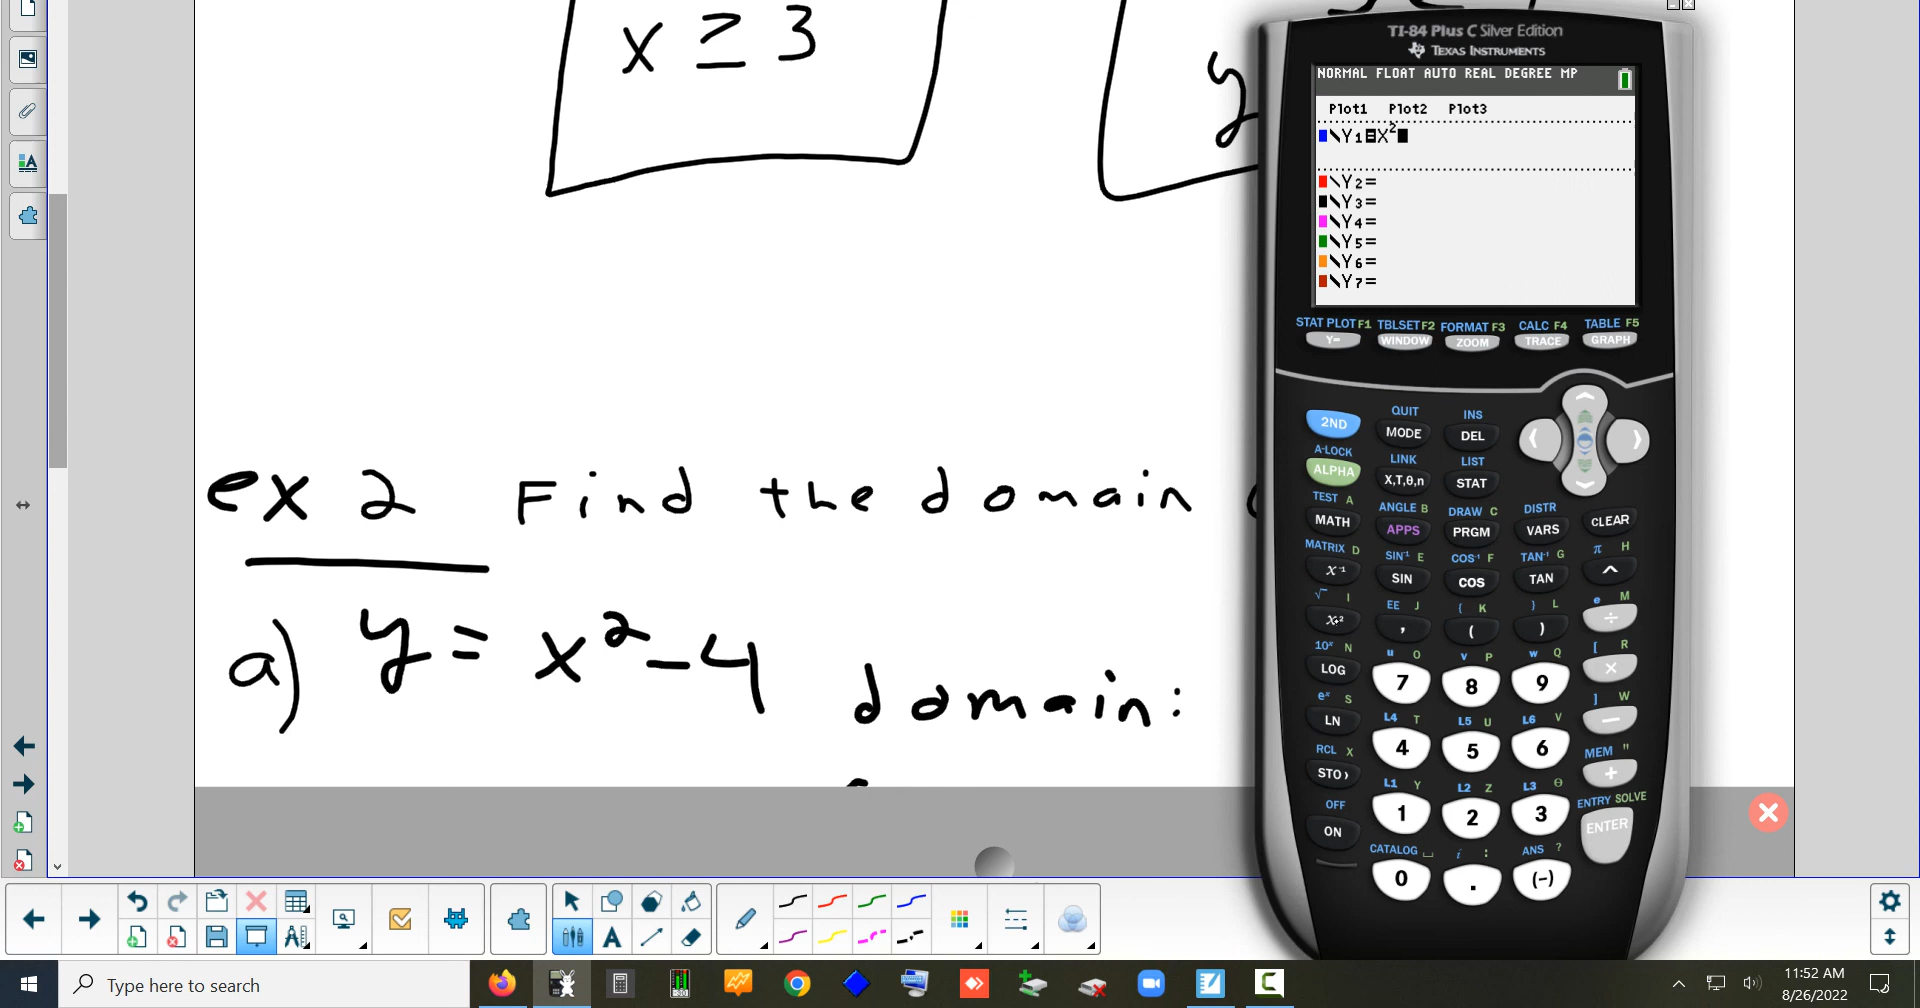 x ≥ 3
y
ex 2 Find the domain
a) y = x²-4 domain:
TI-84 Plus C Silver Edition
TEXAS INSTRUMENTS
NORMAL FLOAT AUTO REAL DEGREE MP
Plot1 Plot2 Plot3
\Y1=X²
\Y2=
\Y3=
\Y4=
\Y5=
\Y6=
\Y7=
STAT PLOT F1 TBLSET F2 FORMAT F3 CALC F4 TABLE F5
Y= WINDOW ZOOM TRACE GRAPH
QUIT INS
2ND MODE DEL
A-LOCK LINK LIST
ALPHA X,T,θ,n STAT
TEST A ANGLE B DRAW C DISTR
MATH APPS PRGM VARS CLEAR
MATRIX D SIN⁻¹ E COS⁻¹ F TAN⁻¹ G π H
X⁻¹ SIN COS TAN ^
√ I EE J { K } L e M
X² , ( ) ÷
10ˣ N u O v P w Q [ R
LOG 7 8 9 ×
eˣ S L4 T L5 U L6 V ] W
LN 4 5 6 −
RCL X L1 Y L2 Z L3 θ MEM "
STO› 1 2 3 +
OFF ENTRY SOLVE
ON ENTER
CATALOG i : ANS ?
0 . (-)
A
Type here to search
11:52 AM
8/26/2022